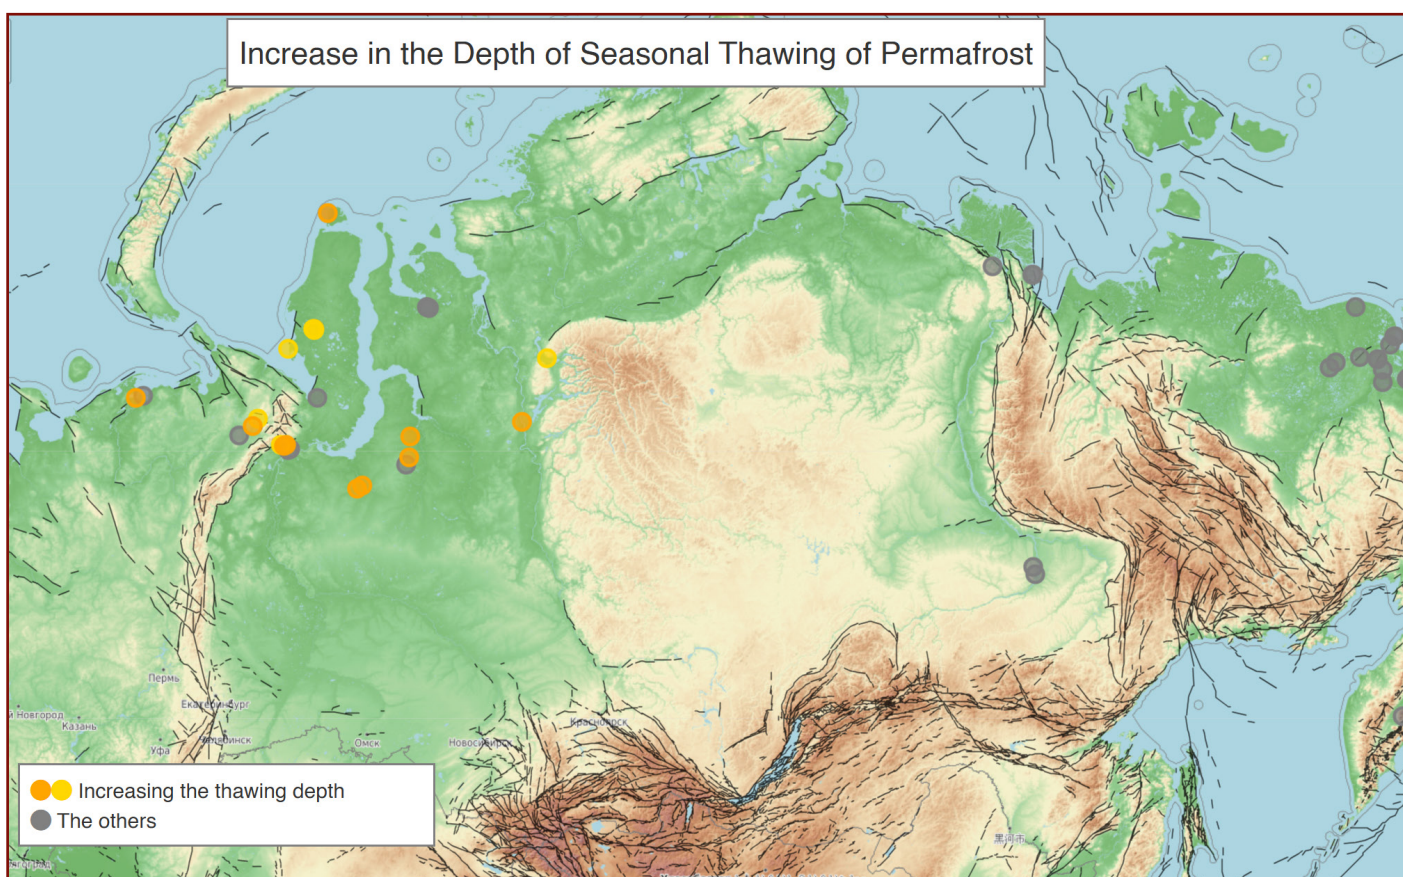 Increase in the Depth of Seasonal Thawing of Permafrost
Пермь
Екатеринбург
й Новгород
Казань
Красноярск
Уфа
Челябинск
Омск
Новосибирск
Increasing the thawing depth
The others
黑河市